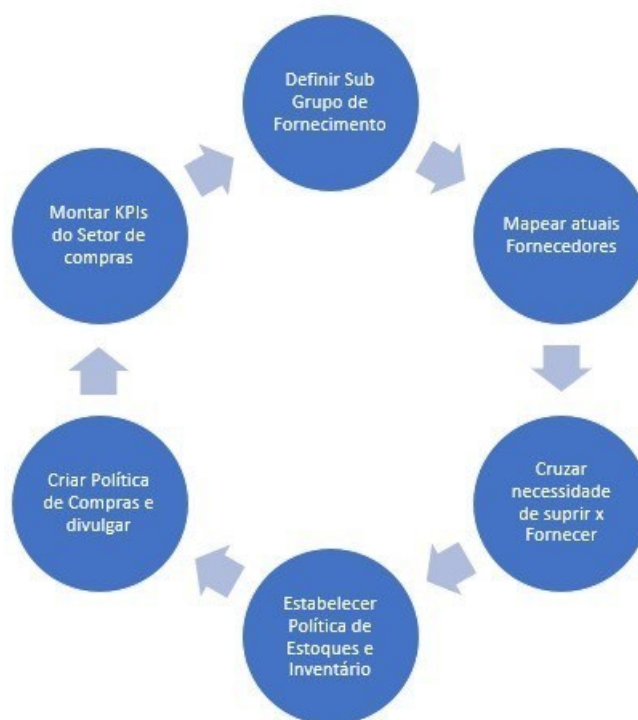 Definir Sub
Grupo de
Fornecimento
Mapear atuais
Fornecedores
Cruzar
necessidade
de suprir x
Fornecer
Estabelecer
Política de
Estoques e
Inventário
Criar Política
de Compras e
divulgar
Montar KPIs
do Setor de
compras